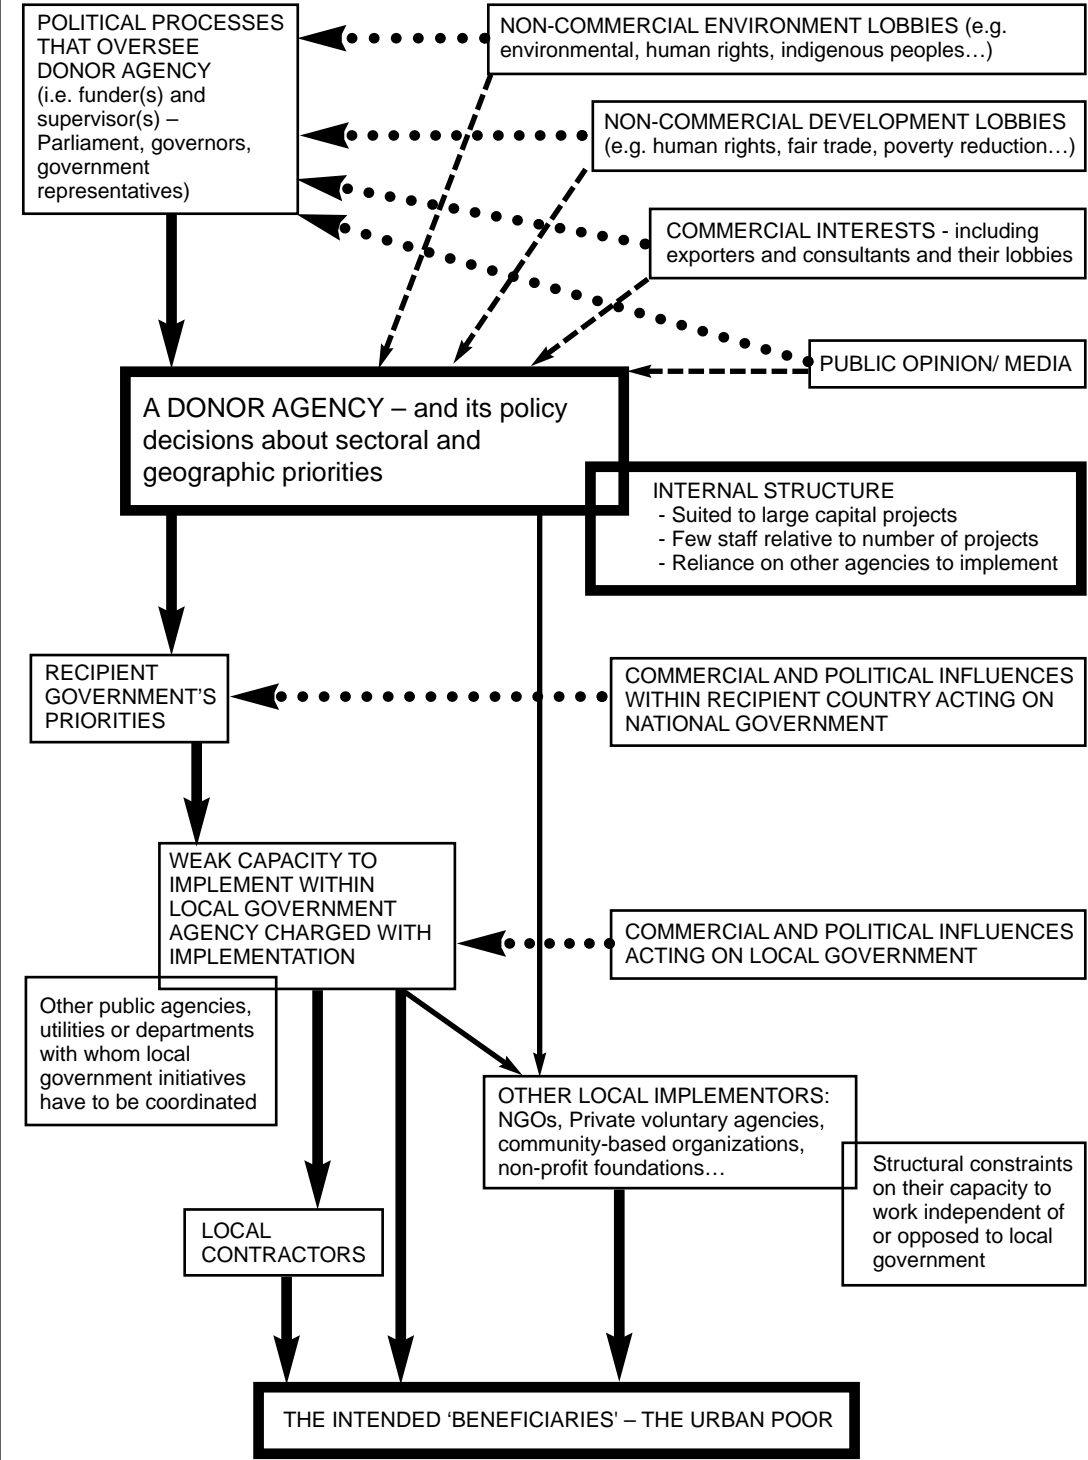 POLITICAL PROCESSES
THAT OVERSEE
DONOR AGENCY
(i.e. funder(s) and
supervisor(s) –
Parliament, governors,
government
representatives)
NON-COMMERCIAL ENVIRONMENT LOBBIES (e.g.
environmental, human rights, indigenous peoples…)
NON-COMMERCIAL DEVELOPMENT LOBBIES
(e.g. human rights, fair trade, poverty reduction…)
COMMERCIAL INTERESTS - including
exporters and consultants and their lobbies
PUBLIC OPINION/ MEDIA
A DONOR AGENCY – and its policy
decisions about sectoral and
geographic priorities
INTERNAL STRUCTURE
- Suited to large capital projects
- Few staff relative to number of projects
- Reliance on other agencies to implement
RECIPIENT
GOVERNMENT'S
PRIORITIES
COMMERCIAL AND POLITICAL INFLUENCES
WITHIN RECIPIENT COUNTRY ACTING ON
NATIONAL GOVERNMENT
WEAK CAPACITY TO
IMPLEMENT WITHIN
LOCAL GOVERNMENT
AGENCY CHARGED WITH
IMPLEMENTATION
COMMERCIAL AND POLITICAL INFLUENCES
ACTING ON LOCAL GOVERNMENT
Other public agencies,
utilities or departments
with whom local
government initiatives
have to be coordinated
OTHER LOCAL IMPLEMENTORS:
NGOs, Private voluntary agencies,
community-based organizations,
non-profit foundations…
Structural constraints
on their capacity to
work independent of
or opposed to local
government
LOCAL
CONTRACTORS
THE INTENDED ‘BENEFICIARIES' – THE URBAN POOR